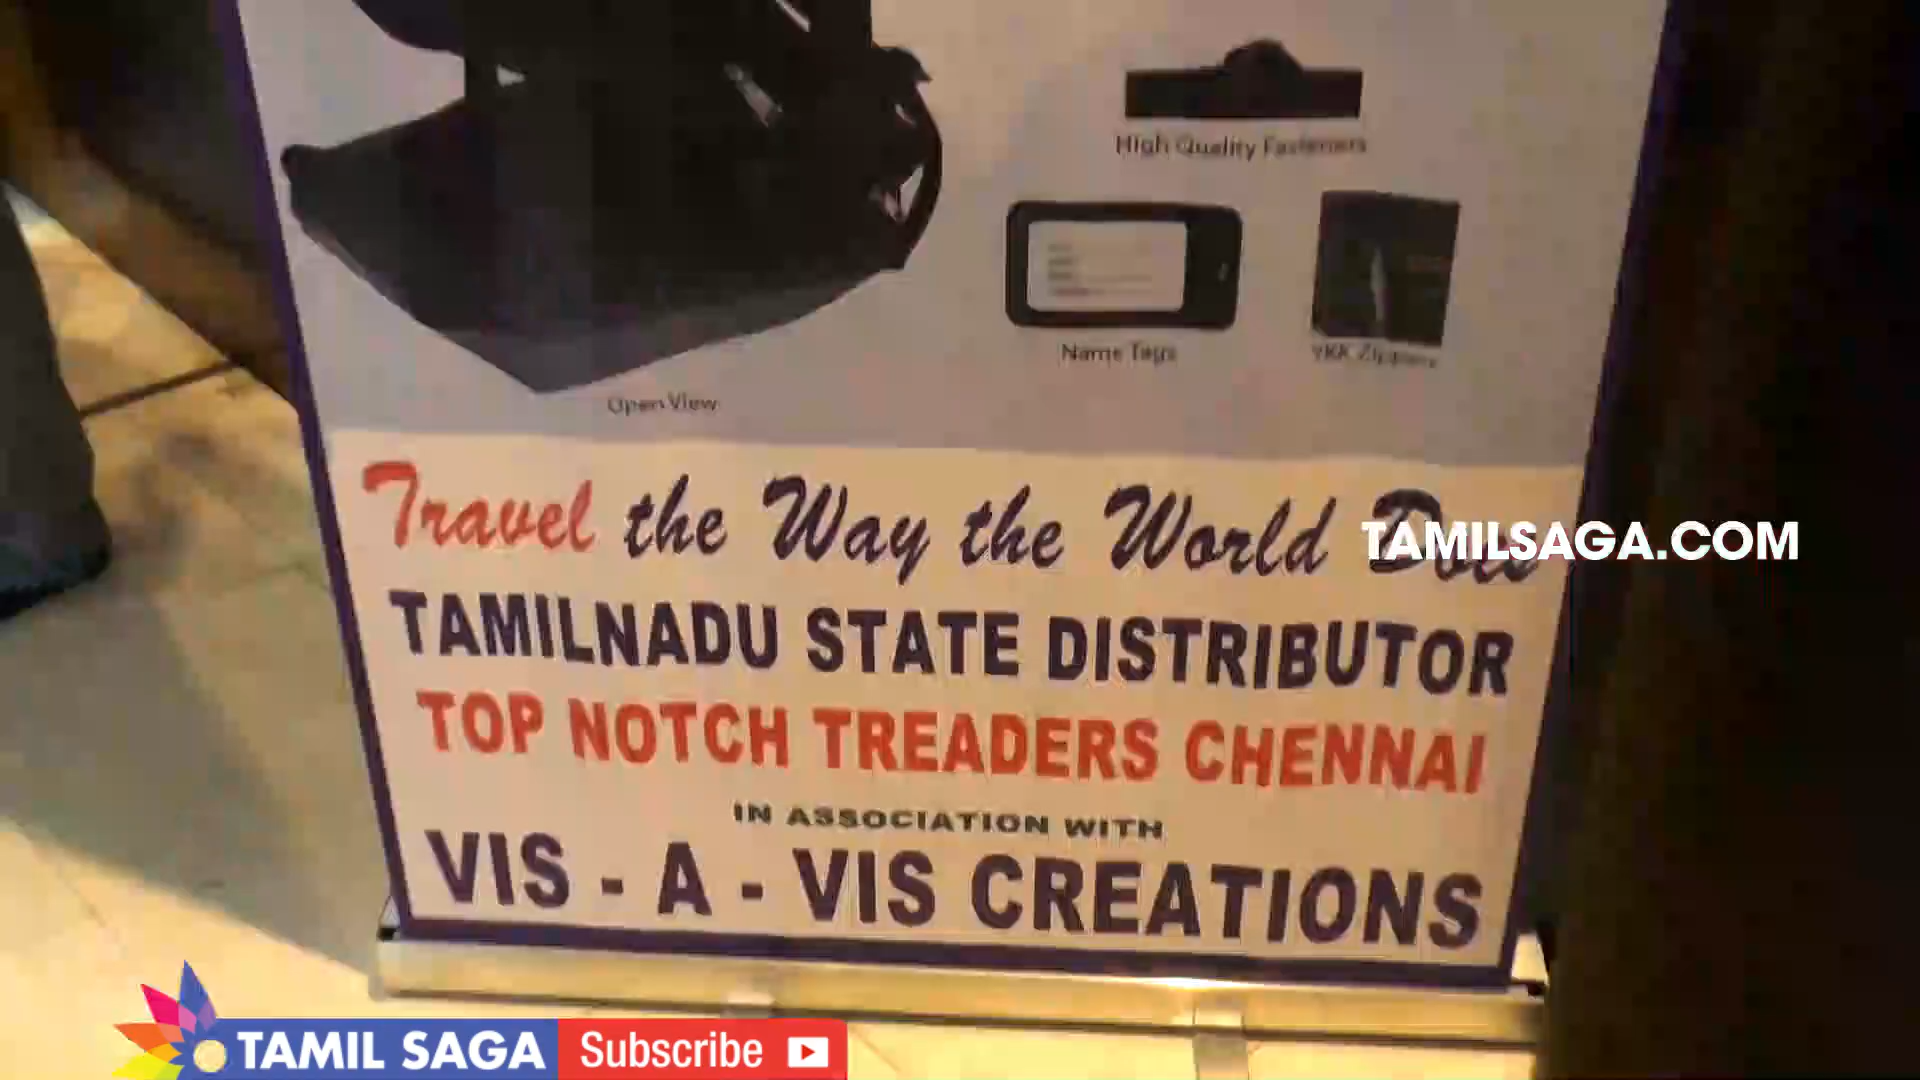 High Quality Fasteners
Name Tags
YKK Zippers
Open View
Travel the Way the World Does
TAMILSAGA.COM
TAMILNADU STATE DISTRIBUTOR
TOP NOTCH TREADERS CHENNAI
IN ASSOCIATION WITH
VIS - A - VIS CREATIONS
TAMIL SAGA Subscribe